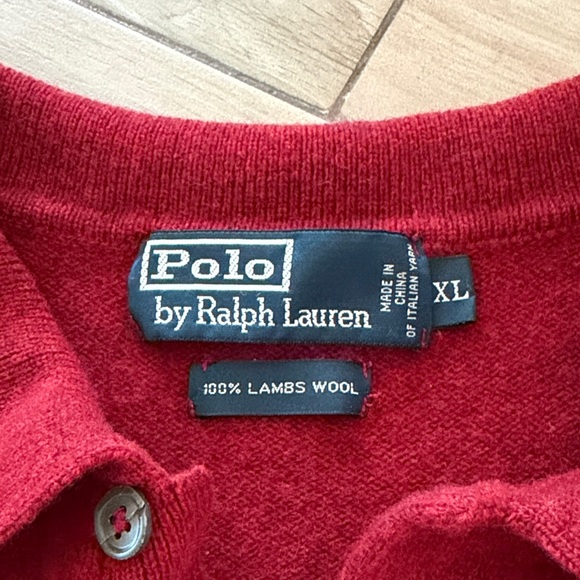 Polo
by Ralph Lauren
MADE IN
CHINA
OF ITALIAN YARN
XL
100% LAMBS WOOL